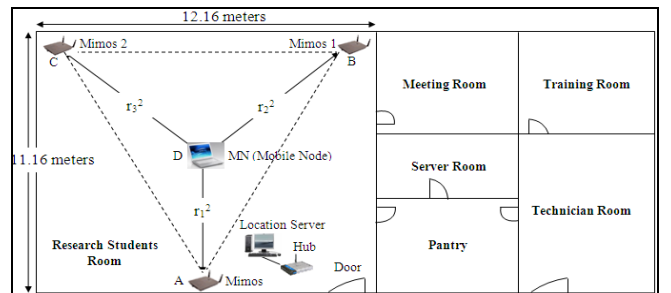 12.16 meters
Mimos 2
Mimos 1
C
B
Meeting Room
Training Room
r₃²
r₂²
11.16 meters
D
MN (Mobile Node)
Server Room
r₁²
Technician Room
Location Server
Research Students
Room
Hub
Pantry
Door
A
Mimos